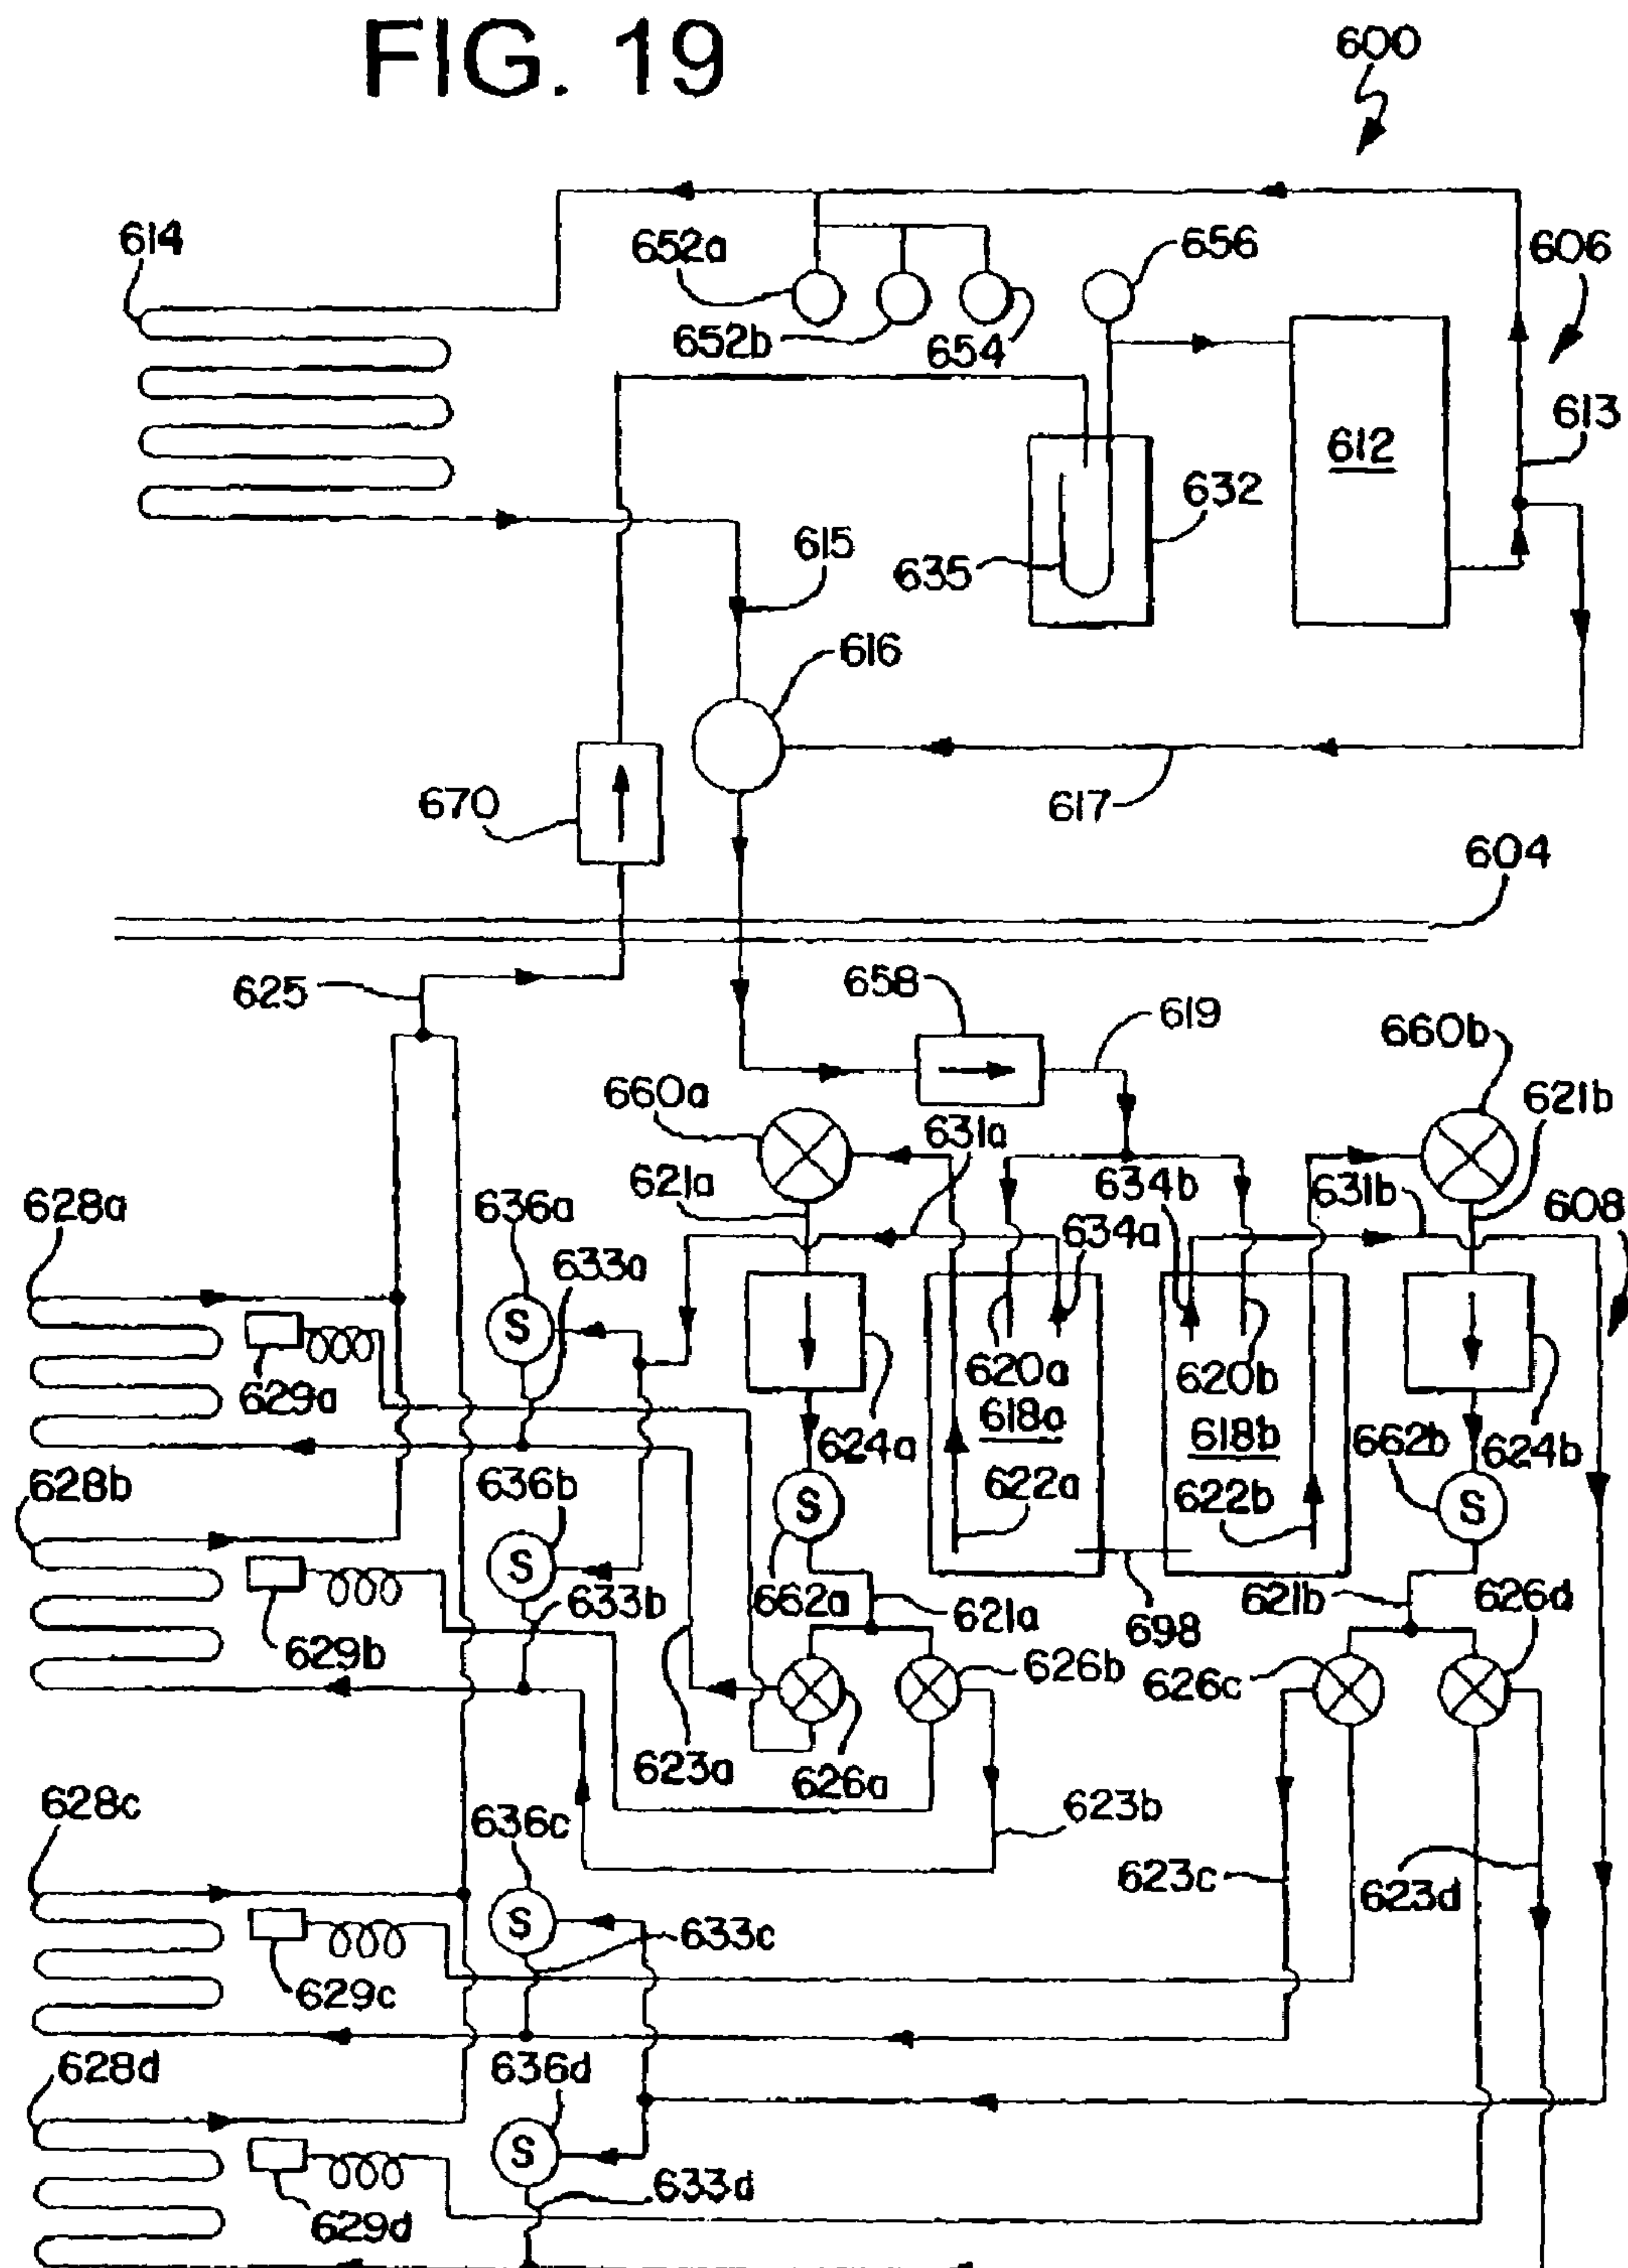 FIG. 19
600
614
652a
656
606
652b
654
613
612
632
615
635
616
670
617
604
625
658
619
660b
660a
621b
631a
621a
634b
631b
628a
636a
608
634a
633a
620a
620b
629a
618a
618b
624a
662b
624b
628b
636b
622a
622b
S
S
S
S
662a
633b
621a
698
621b
626d
629b
626b
626c
623a
626a
628c
636c
623b
623c
623d
S
633c
629c
628d
636d
S
633d
629d